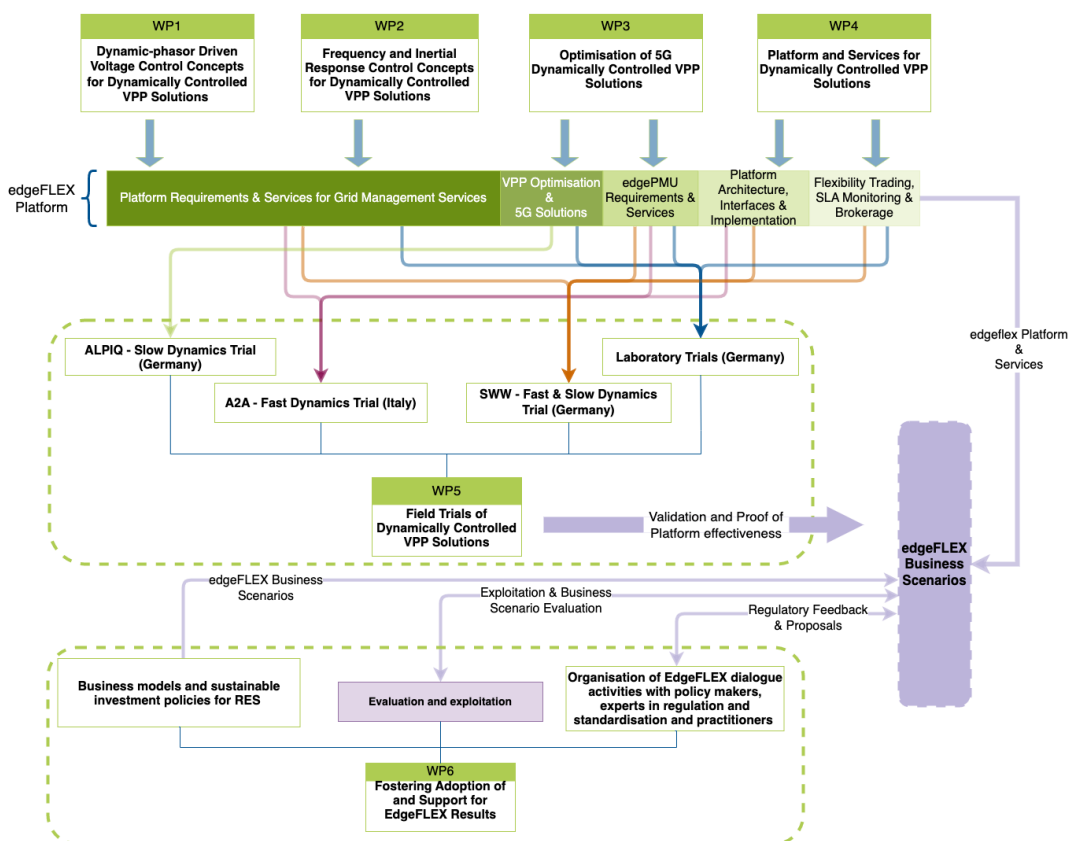 WP1
Dynamic-phasor Driven
Voltage Control Concepts
for Dynamically Controlled
VPP Solutions
WP2
Frequency and Inertial
Response Control Concepts
for Dynamically Controlled
VPP Solutions
WP3
Optimisation of 5G
Dynamically Controlled VPP
Solutions
WP4
Platform and Services for
Dynamically Controlled VPP
Solutions
edgeFLEX
Platform
Platform Requirements & Services for Grid Management Services
VPP Optimisation
&
5G Solutions
edgePMU
Requirements &
Services
Platform
Architecture,
Interfaces &
Implementation
Flexibility Trading,
SLA Monitoring &
Brokerage
edgeflex Platform
&
Services
ALPIQ - Slow Dynamics Trial
(Germany)
A2A - Fast Dynamics Trial (Italy)
SWW - Fast & Slow Dynamics
Trial (Germany)
Laboratory Trials (Germany)
WP5
Field Trials of
Dynamically Controlled
VPP Solutions
Validation and Proof of
Platform effectiveness
edgeFLEX
Business
Scenarios
edgeFLEX Business
Scenarios
Exploitation & Business
Scenario Evaluation
Regulatory Feedback
& Proposals
Business models and sustainable
investment policies for RES
Evaluation and exploitation
Organisation of EdgeFLEX dialogue
activities with policy makers,
experts in regulation and
standardisation and practitioners
WP6
Fostering Adoption of
and Support for
EdgeFLEX Results